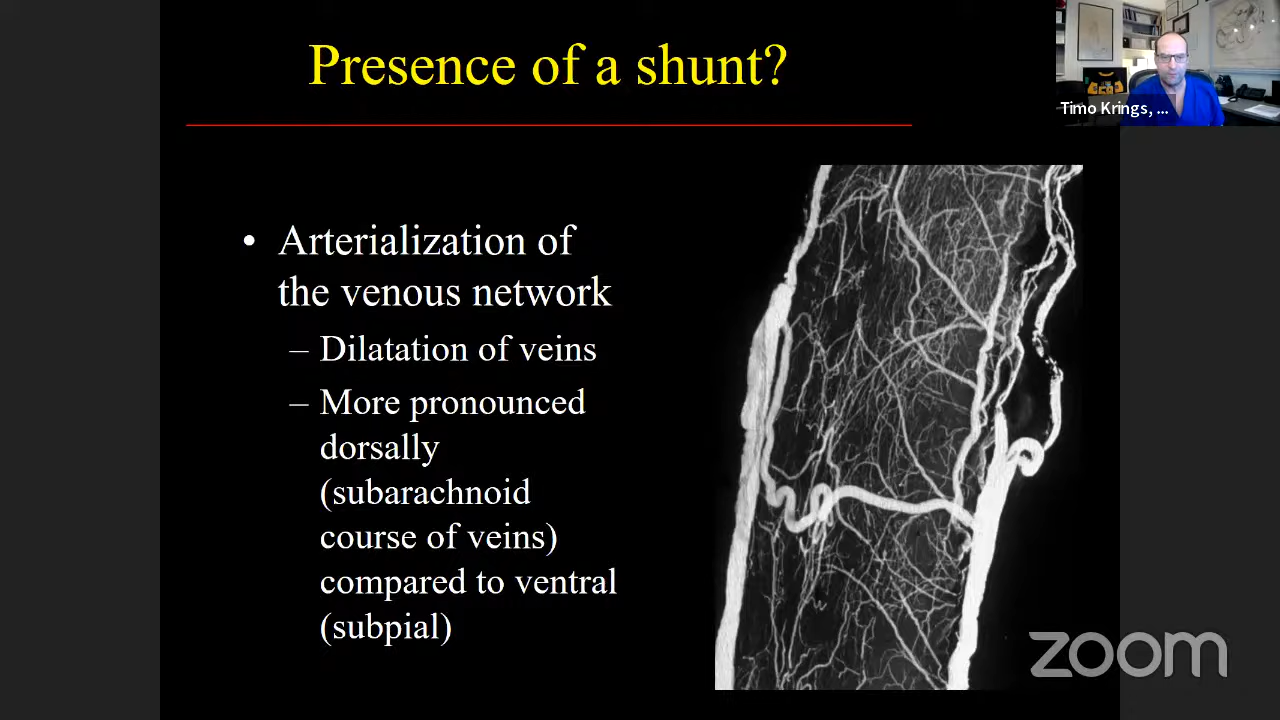 Presence of a shunt?
Timo Krings, ...
• Arterialization of
the venous network
– Dilatation of veins
– More pronounced
dorsally
(subarachnoid
course of veins)
compared to ventral
(subpial)
zoom